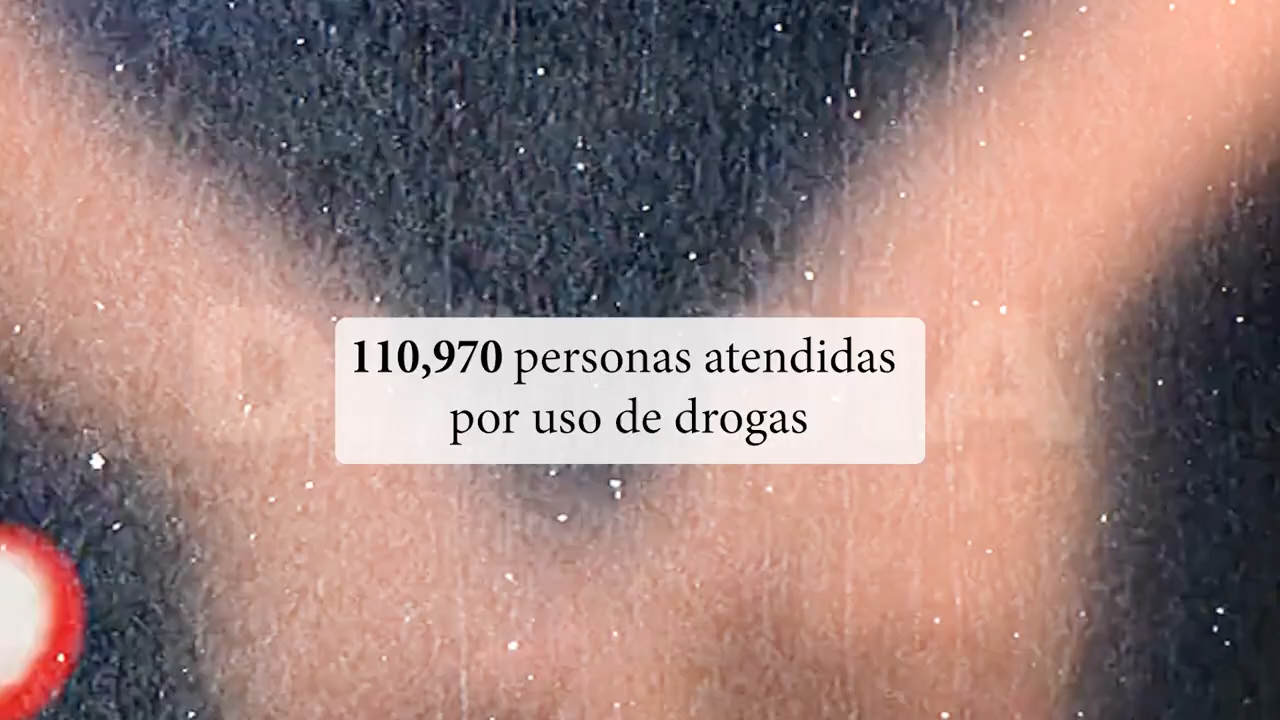 110,970 personas atendidas
por uso de drogas